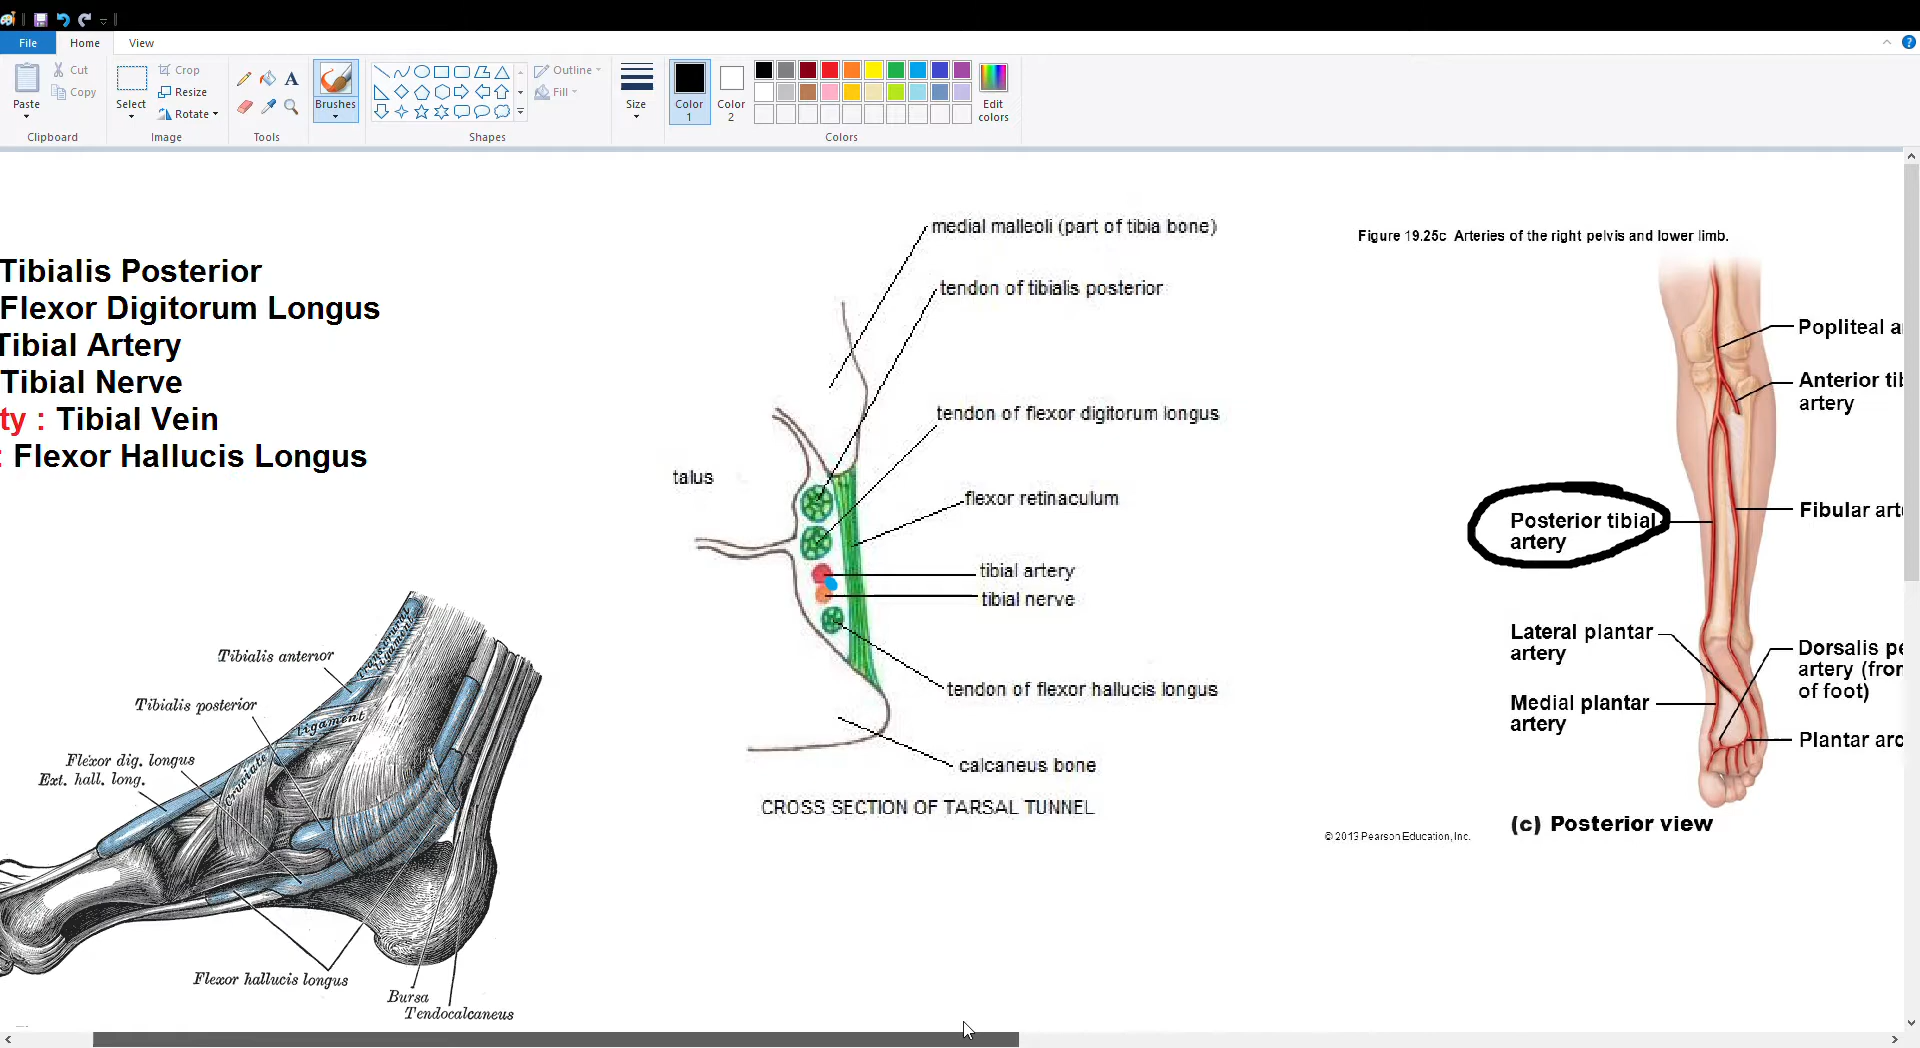 File
Home
View
Paste
Cut
Copy
Clipboard
Select
Crop
Resize
Rotate
Image
Tools
Brushes
Shapes
Outline
Fill
Size
Color
1
Color
2
Colors
Edit
colors
Tibialis Posterior
Flexor Digitorum Longus
Tibial Artery
Tibial Nerve
ty : Tibial Vein
: Flexor Hallucis Longus
medial malleoli (part of tibia bone)
tendon of tibialis posterior
tendon of flexor digitorum longus
talus
flexor retinaculum
tibial artery
tibial nerve
tendon of flexor hallucis longus
calcaneus bone
CROSS SECTION OF TARSAL TUNNEL
Transcrural
ligament
Tibialis anterior
Tibialis posterior
ligament
Flexor dig. longus
Ext. hall. long.
Cruciate
Flexor hallucis longus
Bursa
Tendocalcaneus
Figure 19.25c Arteries of the right pelvis and lower limb.
Popliteal a
Anterior tib
artery
Posterior tibial
artery
Fibular art
Lateral plantar
artery
Dorsalis pe
artery (fron
of foot)
Medial plantar
artery
Plantar arc
(c) Posterior view
© 2013 Pearson Education, Inc.